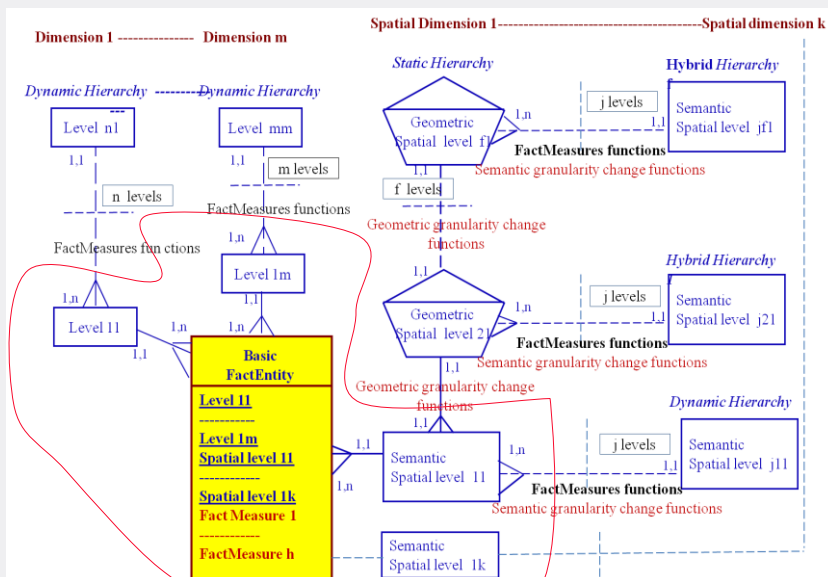 Spatial Dimension 1 Spatial dimension k
Dimension 1 Dimension m
Static Hierarchy
Hybrid Hierarchy
Dynamic Hierarchy Dynamic Hierarchy
j levels
1,n
Semantic
Spatial level jf1
Geometric
Spatial level f1
1,1
Level n1
Level mm
FactMeasures functions
Semantic granularity change functions
1,1
1,1
m levels
1,1
f levels
n levels
FactMeasures functions
Geometric granularity change
functions
FactMeasures fun ctions
1,n
Hybrid Hierarchy
1,1
Level 1m
j levels
1,n
Semantic
Spatial level j21
Geometric
Spatial level 21
1,1
1,n
1,1
Level 11
1,n
1,n
FactMeasures functions
Semantic granularity change functions
1,1
Basic
FactEntity
1,1
Geometric granularity change
functions
Dynamic Hierarchy
Level 11
Level 1m
Spatial level 11
Spatial level 1k
Fact Measure 1
FactMeasure h
1,1
1,1
1,n
Semantic
Spatial level 11
1,n
j levels
1,1
Semantic
Spatial level j11
FactMeasures functions
Semantic granularity change functions
Semantic
Spatial level 1k